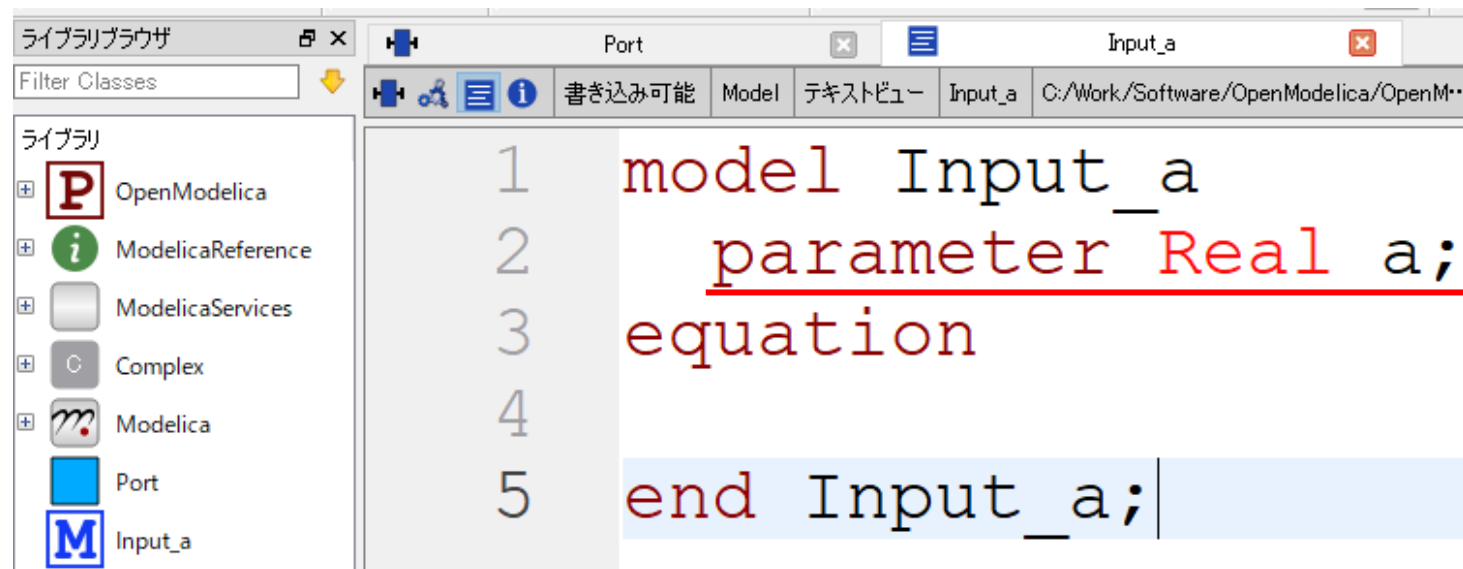 ライブラリブラウザ
Filter Classes
ライブラリ
OpenModelica
ModelicaReference
ModelicaServices
C Complex
Modelica
Port
M Input_a
Port Input_a
書き込み可能 Model テキストビュー Input_a C:/Work/Software/OpenModelica/OpenM…
1 model Input_a
2 parameter Real a;
3 equation
4
5 end Input_a;